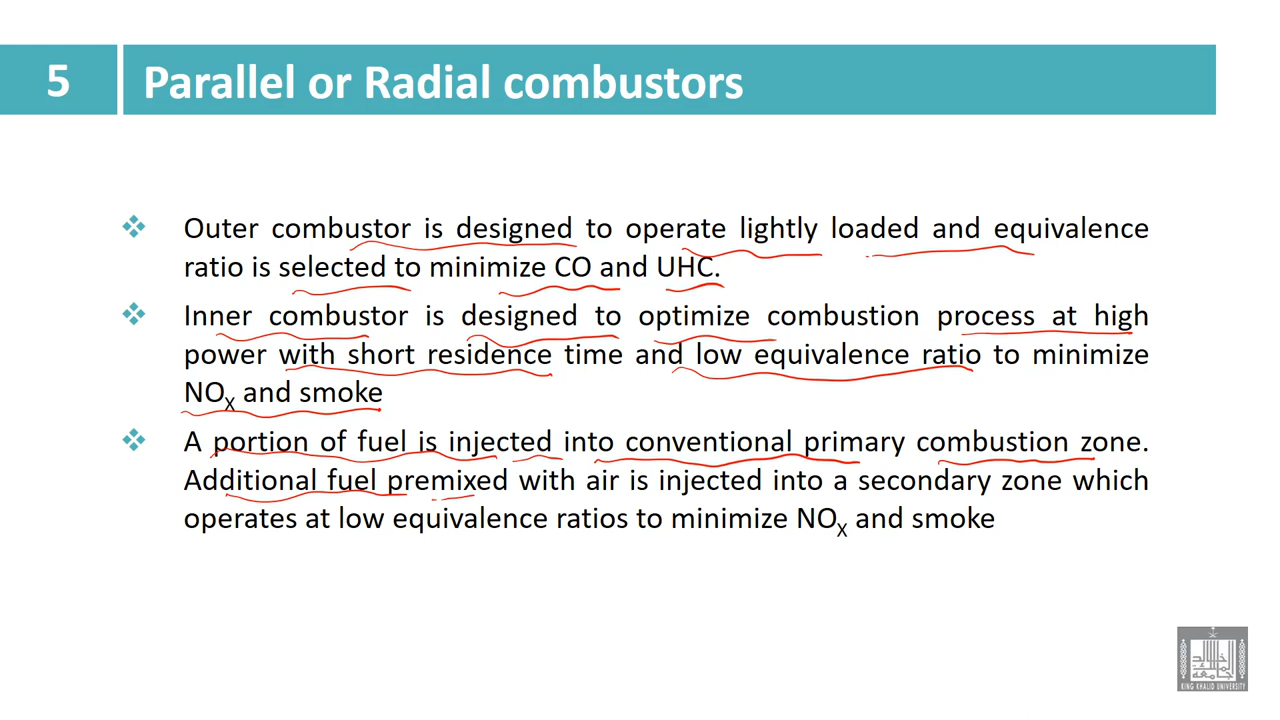 5
Parallel or Radial combustors
Outer combustor is designed to operate lightly loaded and equivalence
ratio is selected to minimize CO and UHC.
Inner combustor is designed to optimize combustion process at high
power with short residence time and low equivalence ratio to minimize
NOX and smoke
A portion of fuel is injected into conventional primary combustion zone.
Additional fuel premixed with air is injected into a secondary zone which
operates at low equivalence ratios to minimize NOX and smoke
KING KHALID UNIVERSITY